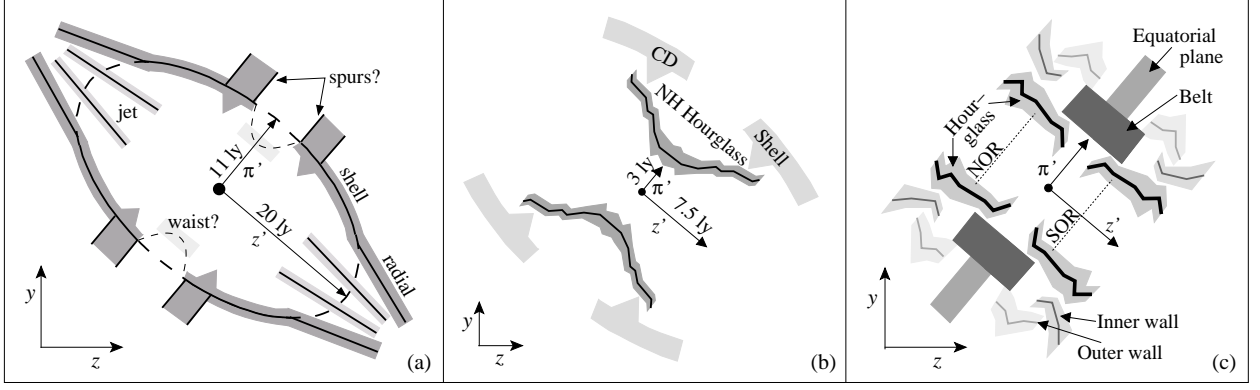 spurs?
jet
11 ly
π'
shell
waist?
20 ly
z'
radial
y
z
(a)
CD
NH Hourglass
Shell
3 ly
π'
7.5 ly
z'
y
z
(b)
Equatorial
plane
Belt
Hour–
glass
NOR
π'
z'
SOR
Inner wall
Outer wall
y
z
(c)